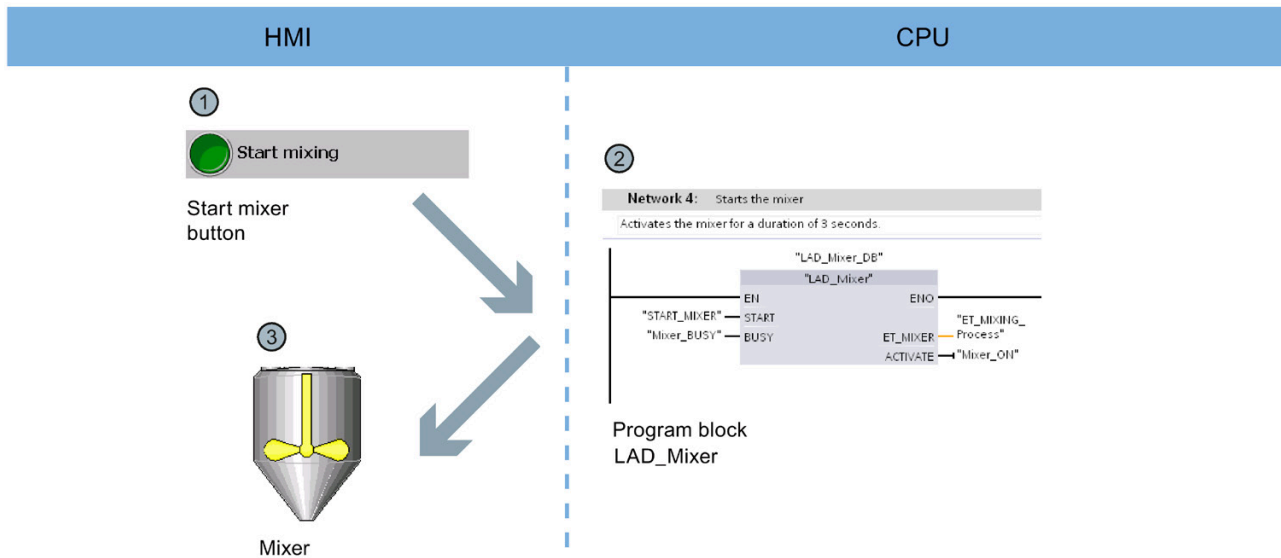 HMI
CPU
1
Start mixing
Start mixer
button
2
Network 4: Starts the mixer
Activates the mixer for a duration of 3 seconds.
"LAD_Mixer_DB"
"LAD_Mixer"
EN
ENO
"START_MIXER"
START
"Mixer_BUSY"
BUSY
ET_MIXER
"ET_MIXING_
Process"
ACTIVATE
"Mixer_ON"
Program block
LAD_Mixer
3
Mixer